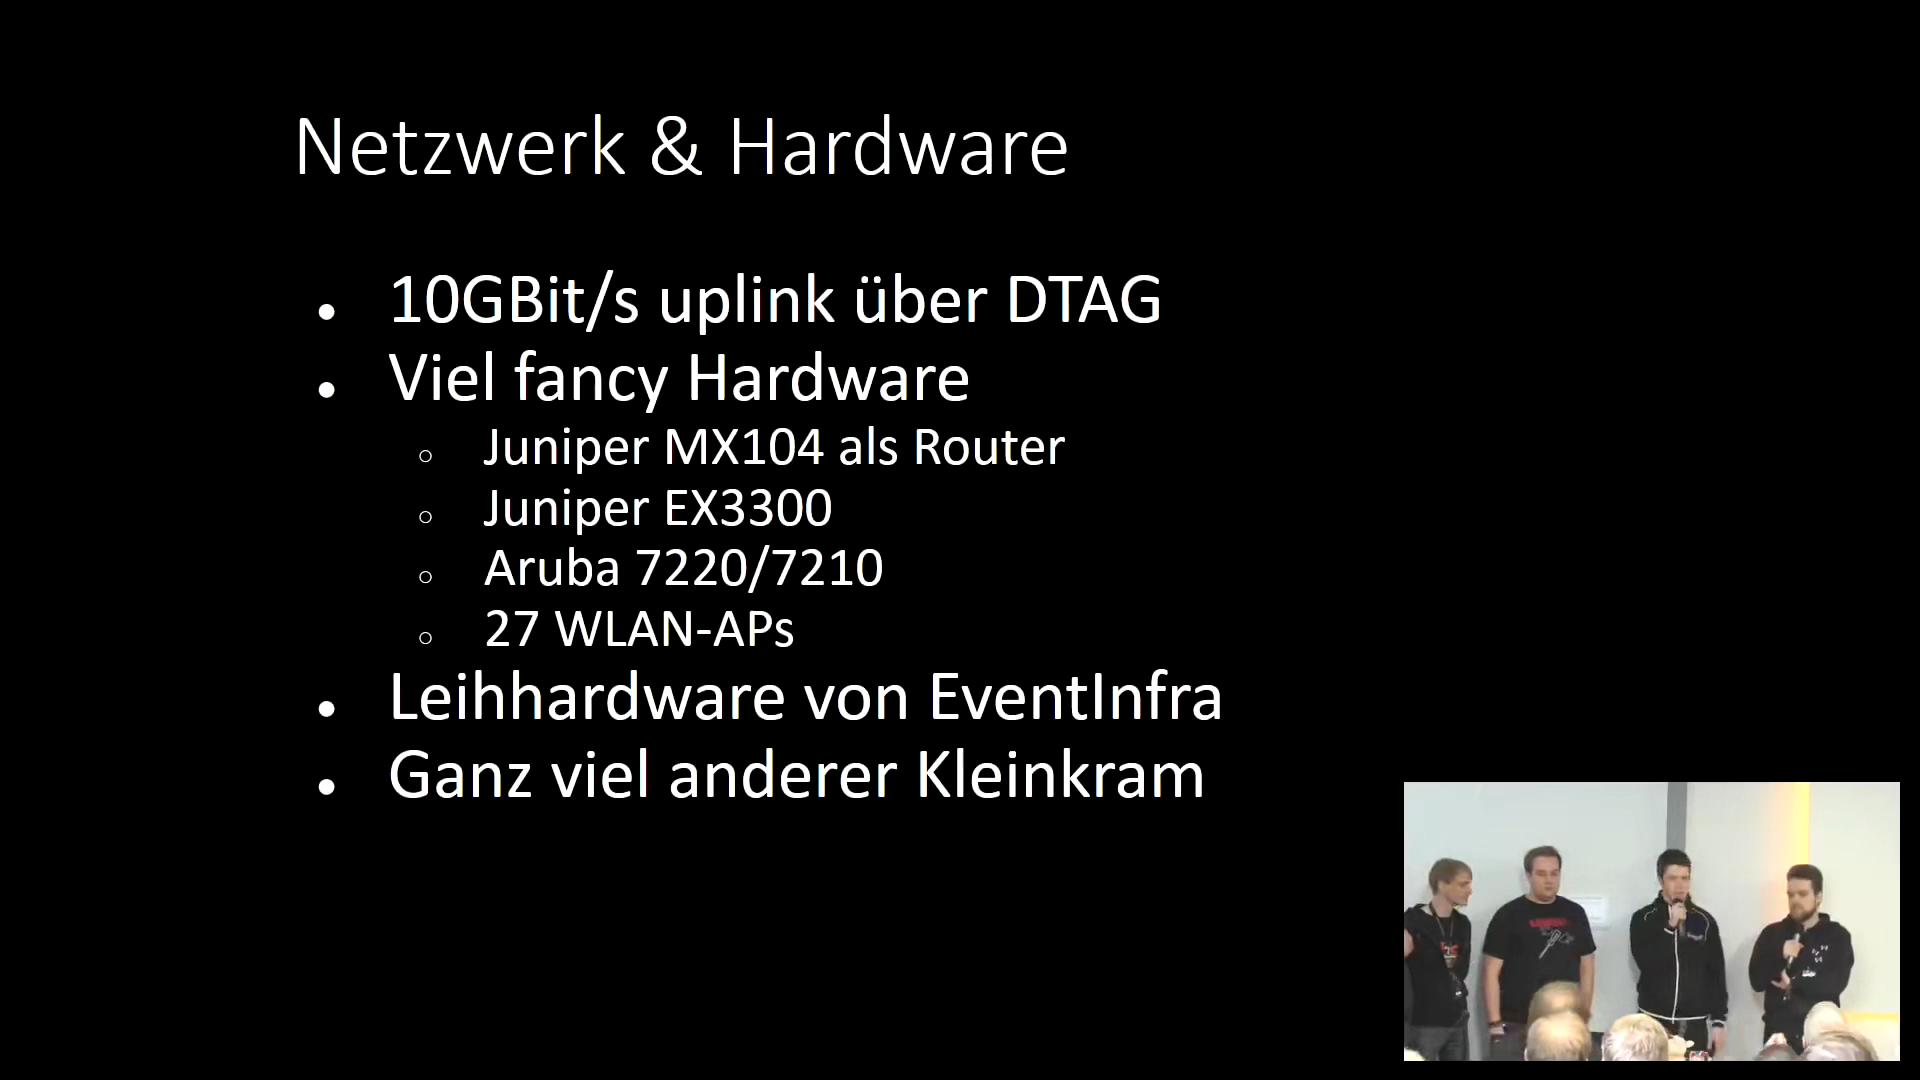 Netzwerk & Hardware
10GBit/s uplink über DTAG
Viel fancy Hardware
Juniper MX104 als Router
Juniper EX3300
Aruba 7220/7210
27 WLAN-APs
Leihhardware von EventInfra
Ganz viel anderer Kleinkram